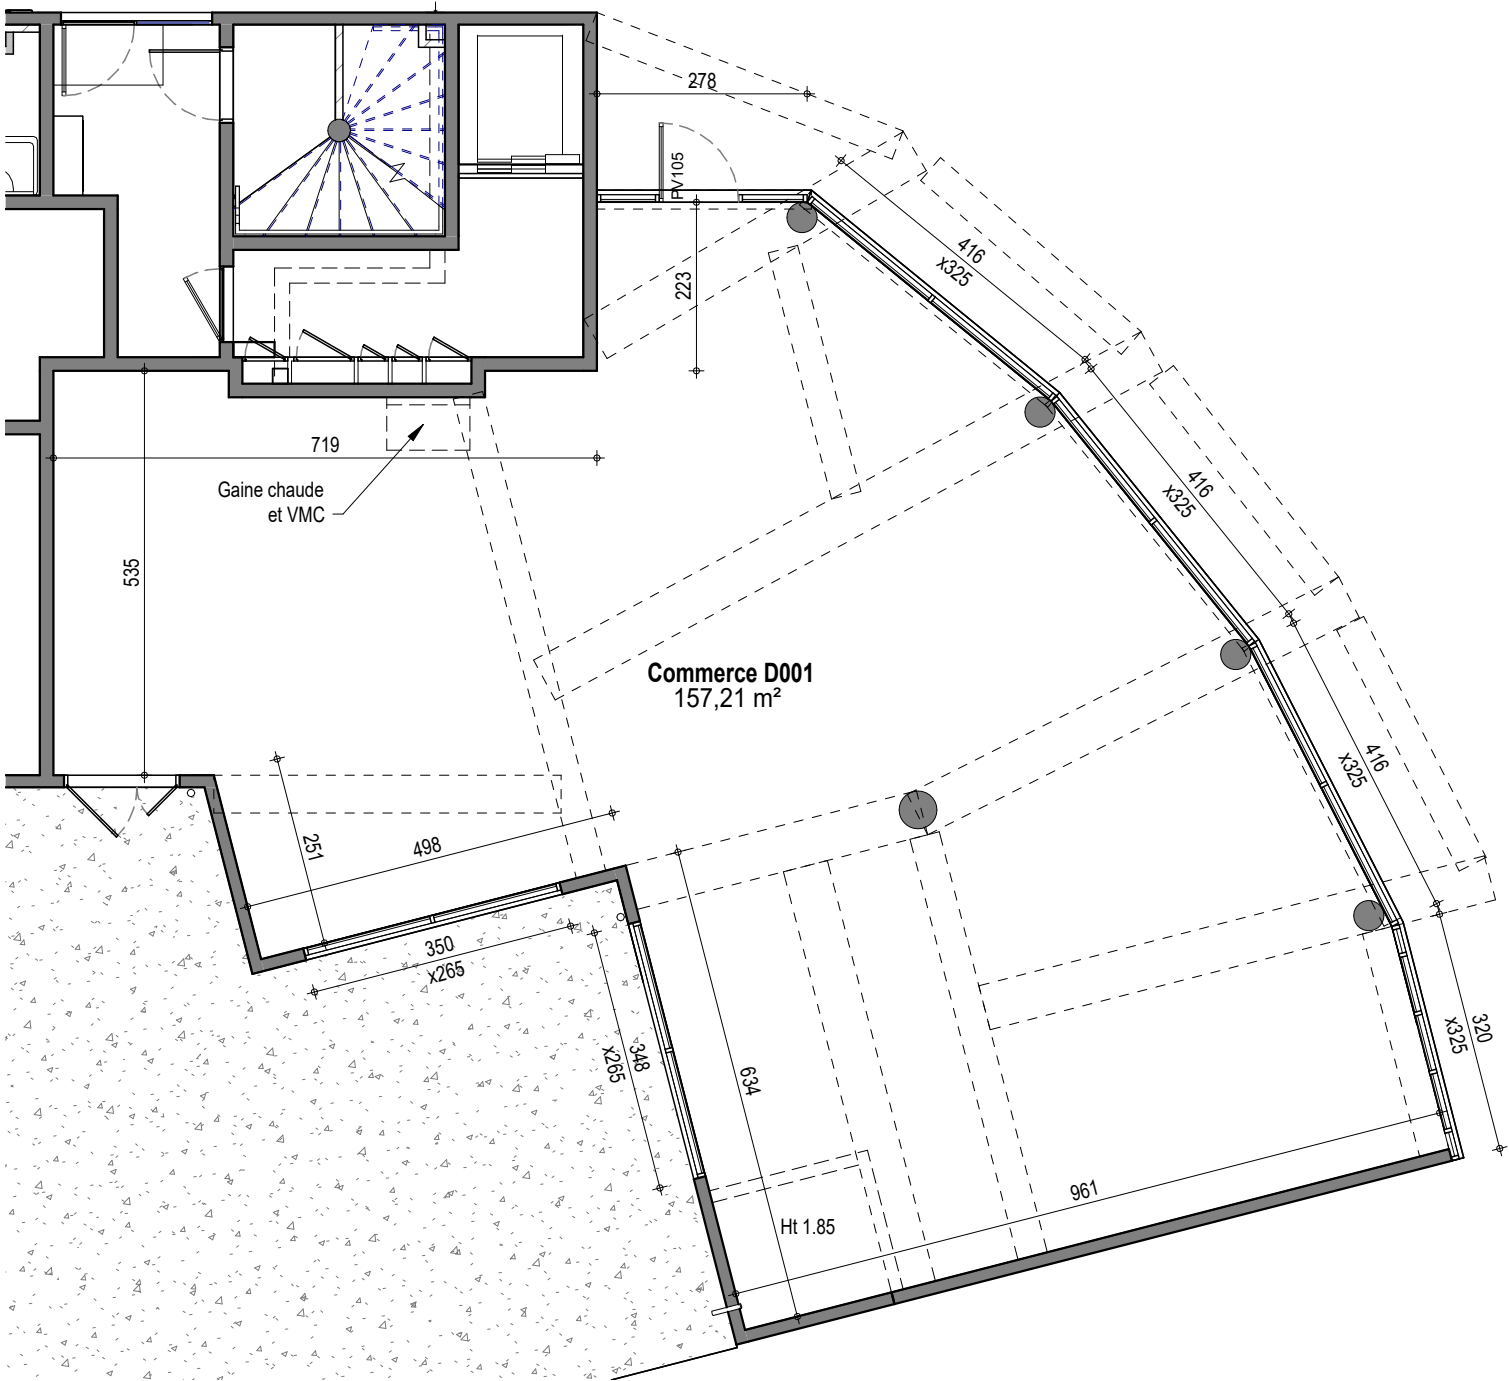 278
PV105
416
x325
223
719
Gaine chaude
et VMC
416
x325
535
Commerce D001
157,21 m²
416
x325
251
498
350
x265
348
x265
634
320
x325
961
Ht 1.85